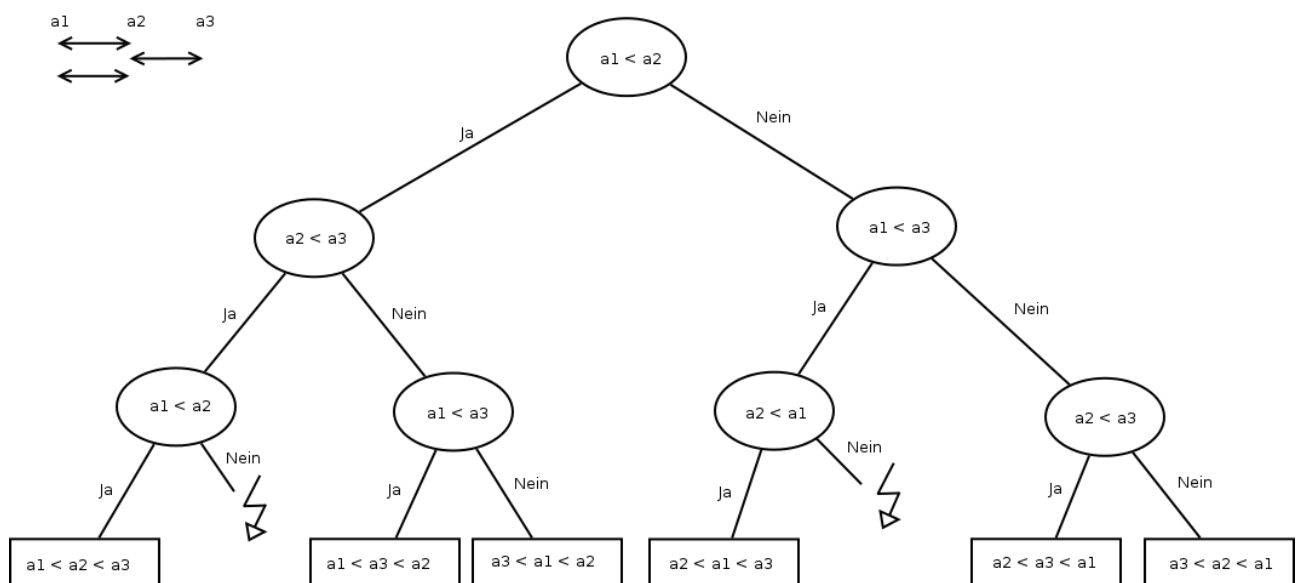 a1 a2 a3
a1 < a2
Ja
Nein
a2 < a3
a1 < a3
Ja
Nein
Ja
Nein
a1 < a2
a1 < a3
a2 < a1
a2 < a3
Ja
Nein
Ja
Nein
Ja
Nein
Ja
Nein
a1 < a2 < a3
a1 < a3 < a2
a3 < a1 < a2
a2 < a1 < a3
a2 < a3 < a1
a3 < a2 < a1